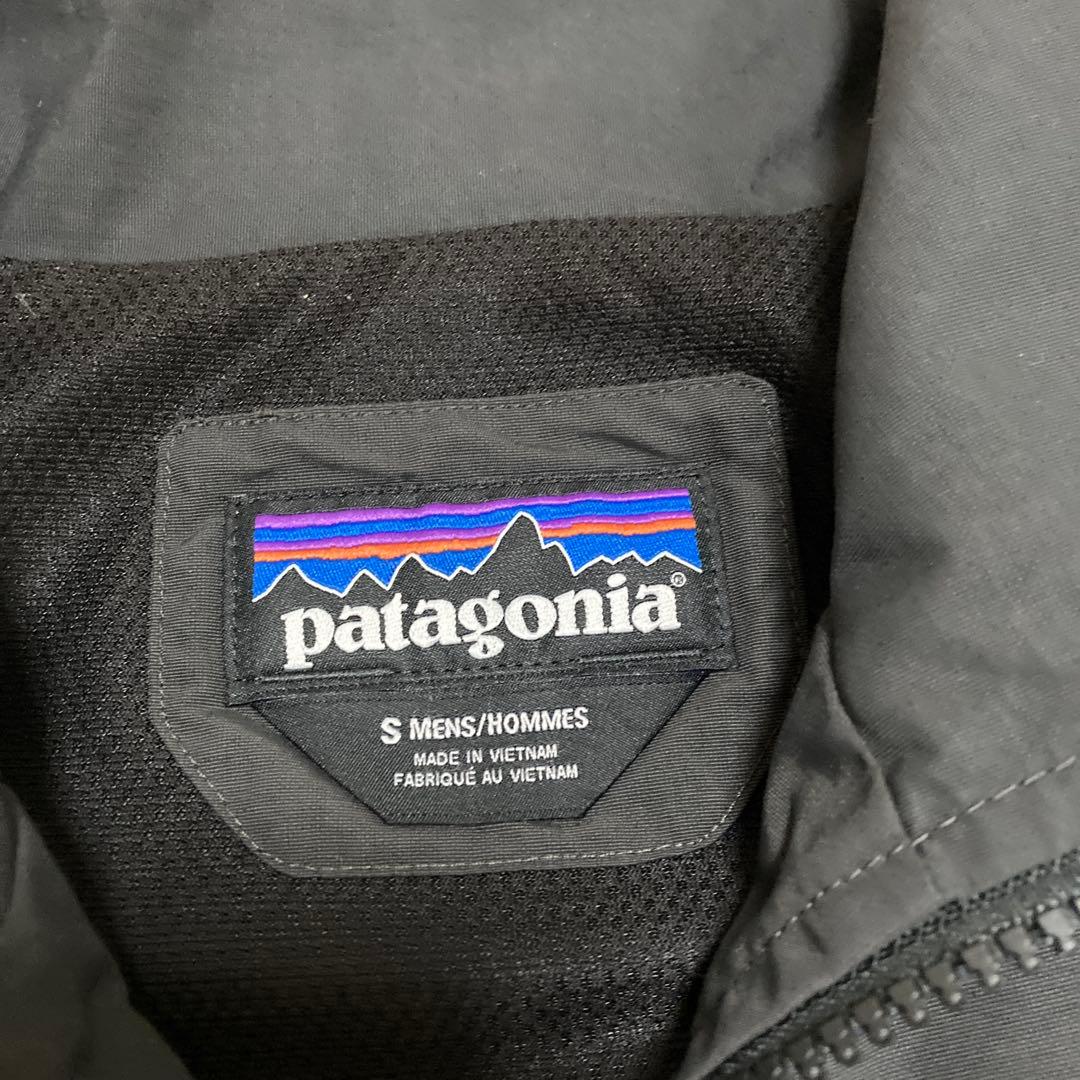 patagonia®
S MENS/HOMMES
MADE IN VIETNAM
FABRIQUÉ AU VIETNAM